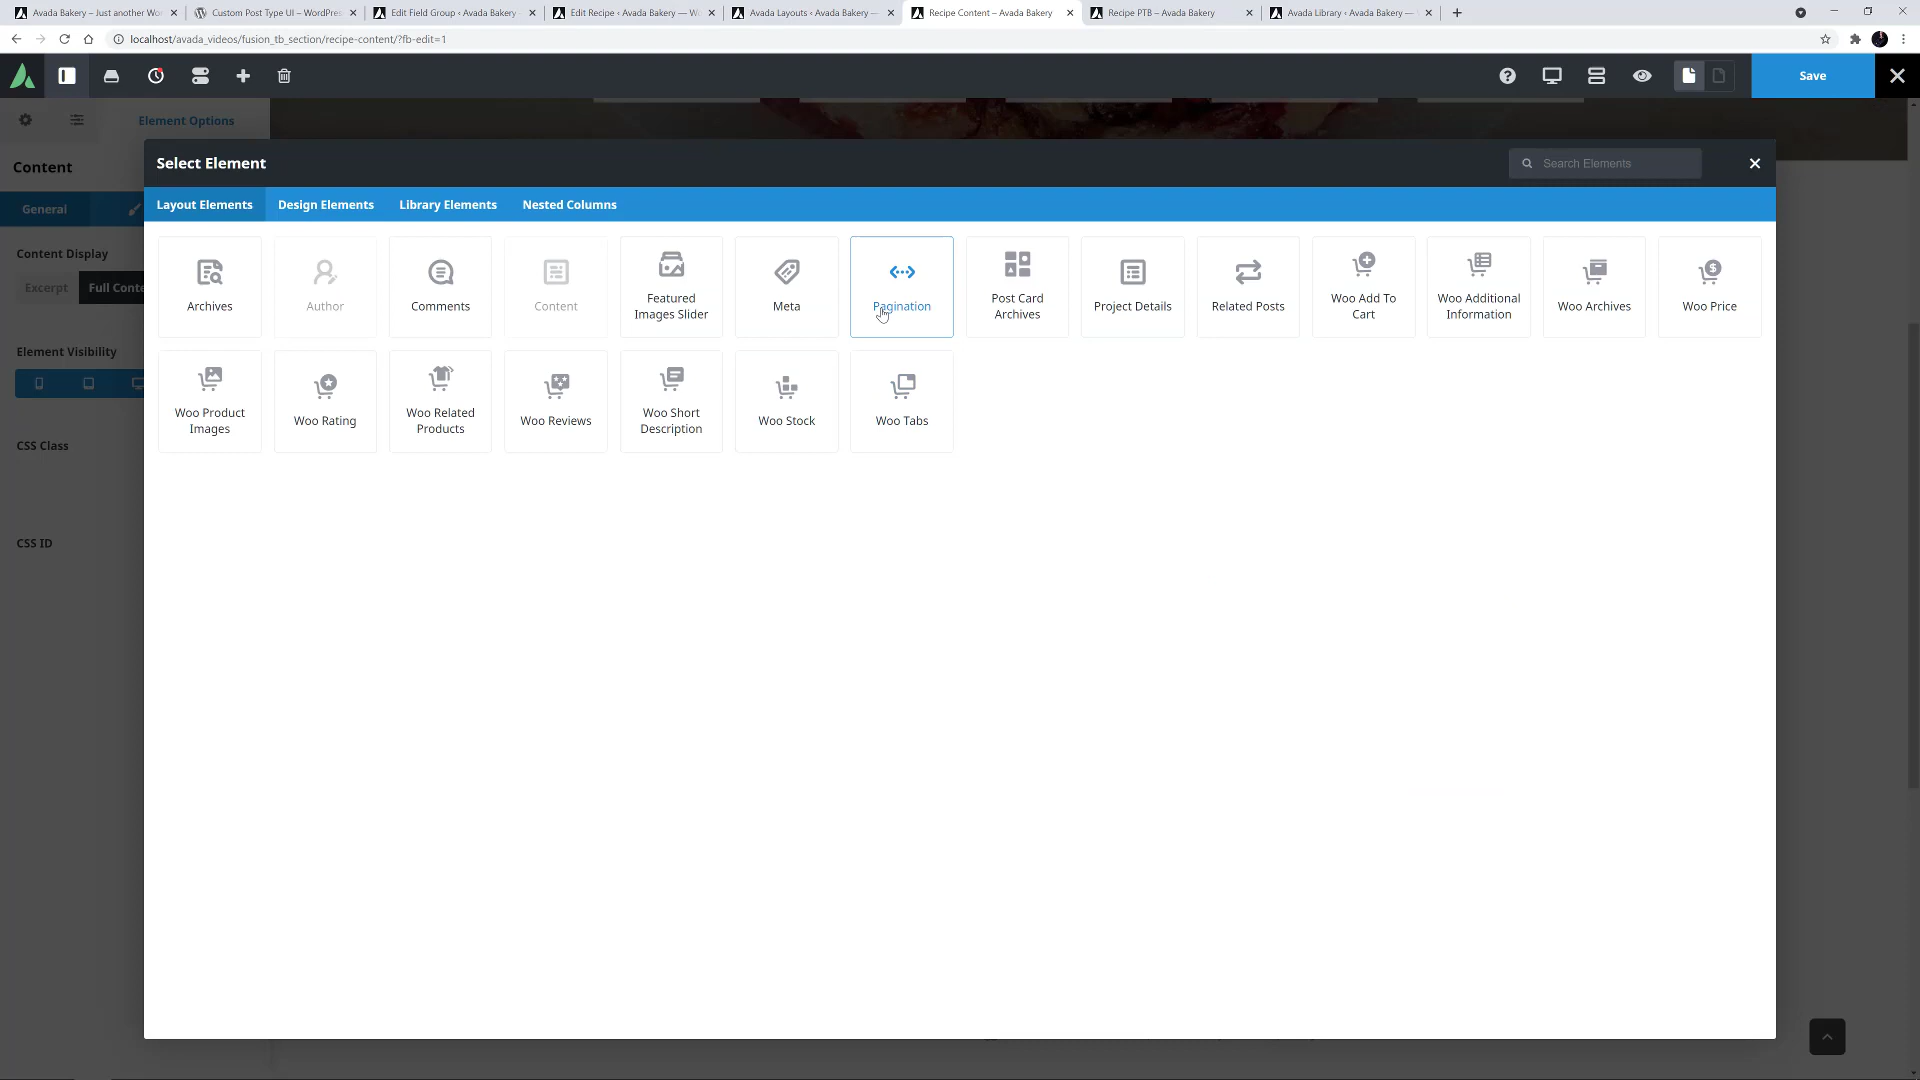 Avada Bakery – Just another Wo
Custom Post Type UI – WordPres
Edit Field Group ‹ Avada Bakery
Edit Recipe ‹ Avada Bakery — W
Avada Layouts ‹ Avada Bakery —
Recipe Content – Avada Bakery
Recipe PTB – Avada Bakery
Avada Library ‹ Avada Bakery —
localhost/avada_videos/fusion_tb_section/recipe-content/?fb-edit=1
Save
Element Options
Content
General
Content Display
Excerpt
Full Conte
Element Visibility
CSS Class
CSS ID
Select Element
Search Elements
Layout Elements
Design Elements
Library Elements
Nested Columns
Archives
Author
Comments
Content
Featured
Images Slider
Meta
Pagination
Post Card
Archives
Project Details
Related Posts
Woo Add To
Cart
Woo Additional
Information
Woo Archives
Woo Price
Woo Product
Images
Woo Rating
Woo Related
Products
Woo Reviews
Woo Short
Description
Woo Stock
Woo Tabs